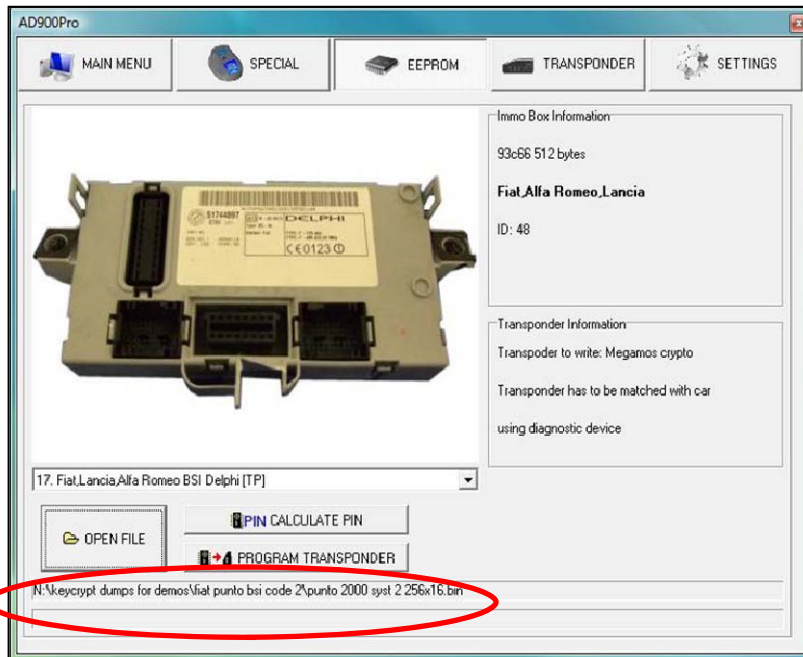 AD900Pro
MAIN MENU
SPECIAL
EEPROM
TRANSPONDER
SETTINGS
Immo Box Information
93c66 512 bytes
Fiat,Alfa Romeo,Lancia
ID: 48
DELPHI
CE0123
Transponder Information
Transpoder to write: Megamos crypto
Transponder has to be matched with car
using diagnostic device
17. Fiat,Lancia,Alfa Romeo BSI Delphi [TP]
OPEN FILE
PIN CALCULATE PIN
PROGRAM TRANSPONDER
N:\keycrypt dumps for demos\fiat punto bsi code 2\punto 2000 syst 2 256x16.bin